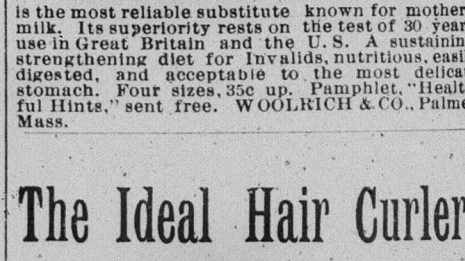 is the most reliable substitute known for mother
milk. Its superiority rests on the test of 30 year
use in Great Britain and the U. S. A sustainin
strengthening diet for Invalids, nutritious, easi
digested, and acceptable to the most delica
stomach. Four sizes, 35c up. Pamphlet, "Healt
ful Hints," sent free. WOOLRICH & CO., Palme
Mass.
The Ideal Hair Curler